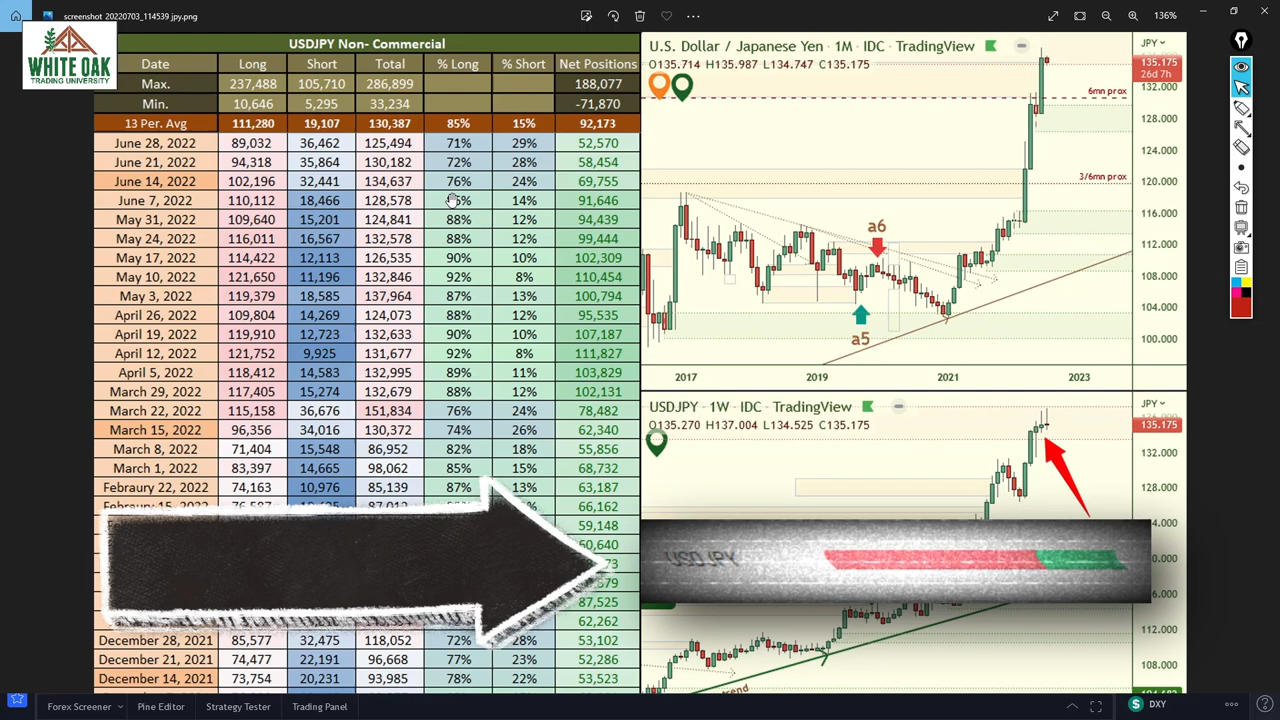 screenshot 20220703_114539 jpy.png
136%
WHITE OAK
TRADING UNIVERSITY
USDJPY Non- Commercial
Date Long Short Total % Long % Short Net Positions
Max. 237,488 105,710 286,899 188,077
Min. 10,646 5,295 33,234 -71,870
13 Per. Avg 111,280 19,107 130,387 85% 15% 92,173
June 28, 2022 89,032 36,462 125,494 71% 29% 52,570
June 21, 2022 94,318 35,864 130,182 72% 28% 58,454
June 14, 2022 102,196 32,441 134,637 76% 24% 69,755
June 7, 2022 110,112 18,466 128,578 14% 91,646
May 31, 2022 109,640 15,201 124,841 88% 12% 94,439
May 24, 2022 116,011 16,567 132,578 88% 12% 99,444
May 17, 2022 114,422 12,113 126,535 90% 10% 102,309
May 10, 2022 121,650 11,196 132,846 92% 8% 110,454
May 3, 2022 119,379 18,585 137,964 87% 13% 100,794
April 26, 2022 109,804 14,269 124,073 88% 12% 95,535
April 19, 2022 119,910 12,723 132,633 90% 10% 107,187
April 12, 2022 121,752 9,925 131,677 92% 8% 111,827
April 5, 2022 118,412 14,583 132,995 89% 11% 103,829
March 29, 2022 117,405 15,274 132,679 88% 12% 102,131
March 22, 2022 115,158 36,676 151,834 76% 24% 78,482
March 15, 2022 96,356 34,016 130,372 74% 26% 62,340
March 8, 2022 71,404 15,548 86,952 82% 18% 55,856
March 1, 2022 83,397 14,665 98,062 85% 15% 68,732
Febraury 22, 2022 74,163 10,976 85,139 87% 13% 63,187
Febraury 15, 2022 66,162
59,148
60,640
87,525
62,262
December 28, 2021 85,577 32,475 118,052 72% 28% 53,102
December 21, 2021 74,477 22,191 96,668 77% 23% 52,286
December 14, 2021 73,754 20,231 93,985 78% 22% 53,523
U.S. Dollar / Japanese Yen · 1M · IDC · TradingView
JPY
O135.714 H135.987 L134.747 C135.175
135.175
26d 7h
132.000
6mn prox
128.000
124.000
120.000
3/6mn prox
116.000
112.000
108.000
104.000
100.000
a6
a5
2017 2019 2021 2023
USDJPY · 1W · IDC · TradingView
JPY
O135.270 H137.004 L134.525 C135.175
135.175
132.000
128.000
USDJPY
112.000
108.000
trend
Forex Screener Pine Editor Strategy Tester Trading Panel
$ DXY